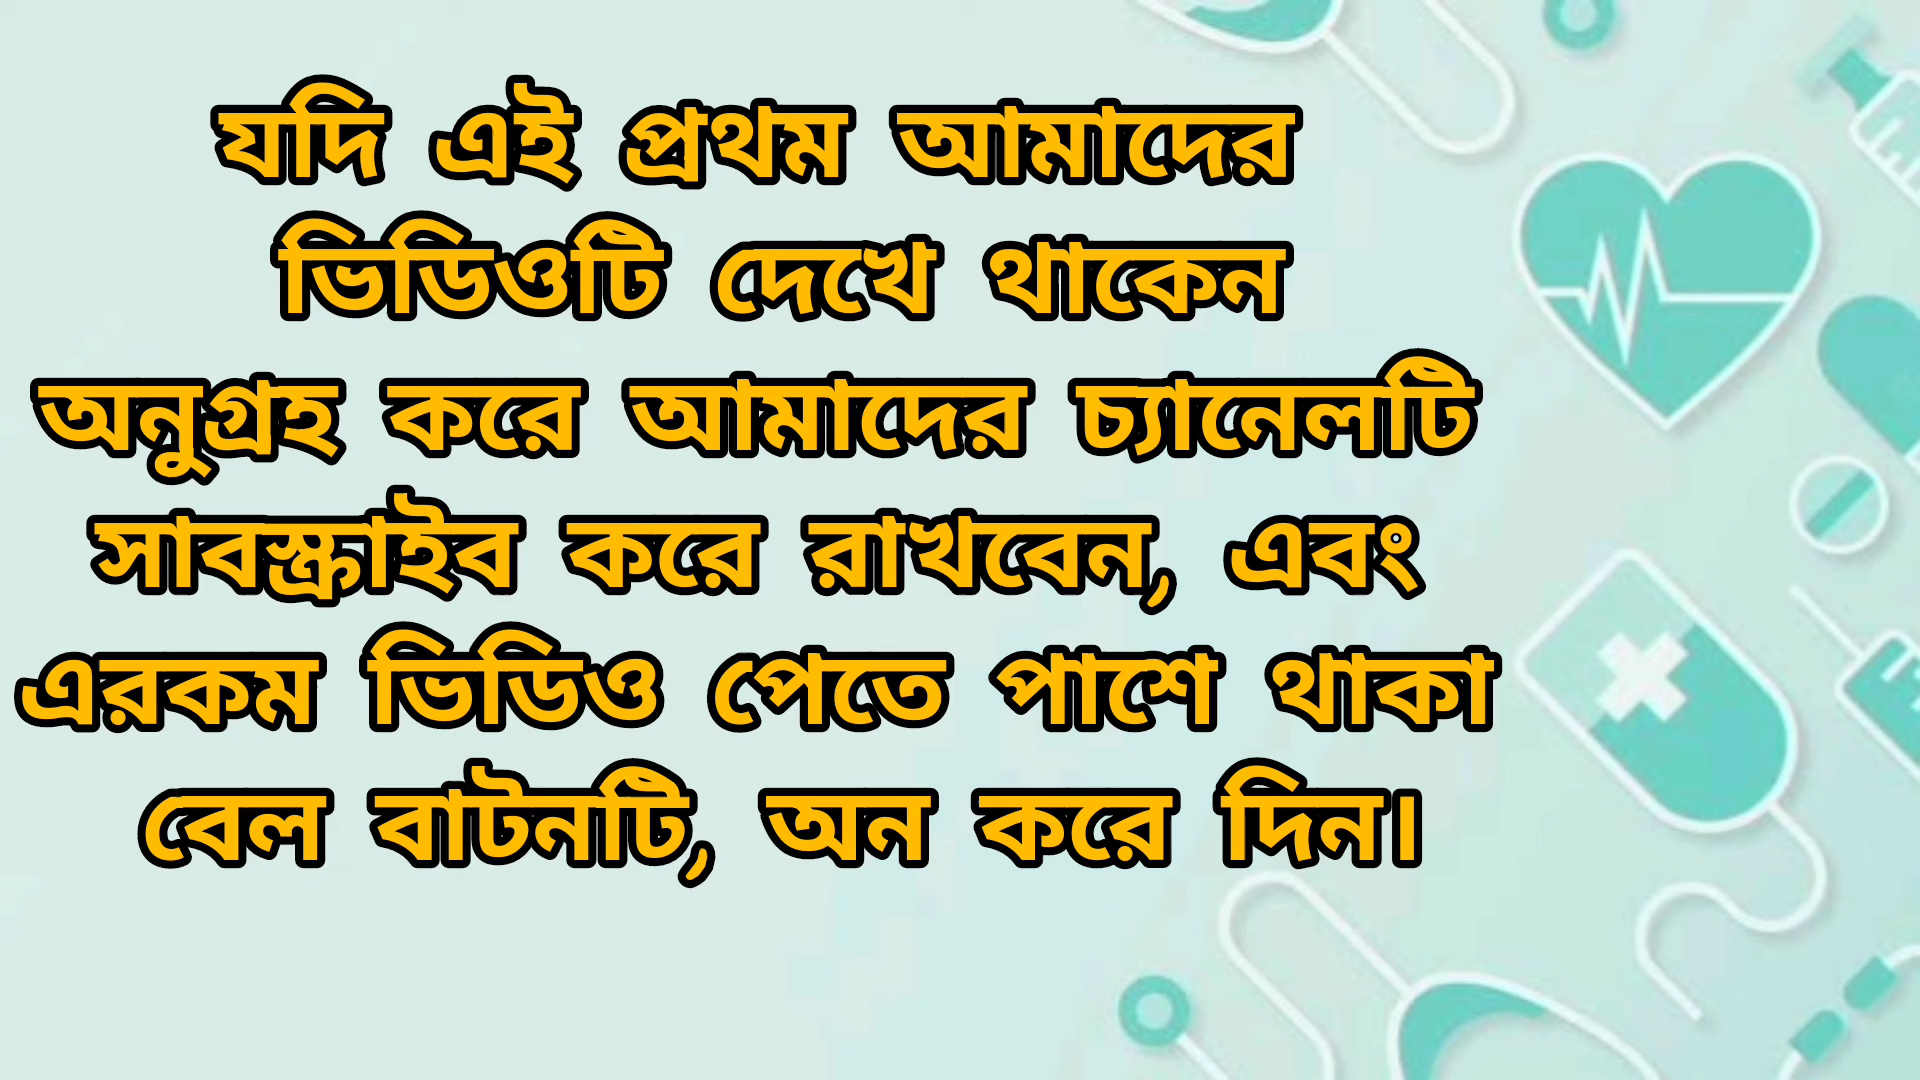 যদি এই প্রথম আমাদের
ভিডিওটি দেখে থাকেন
অনুগ্রহ করে আমাদের চ্যানেলটি
সাবস্ক্রাইব করে রাখবেন, এবং
এরকম ভিডিও পেতে পাশে থাকা
বেল বাটনটি, অন করে দিন।